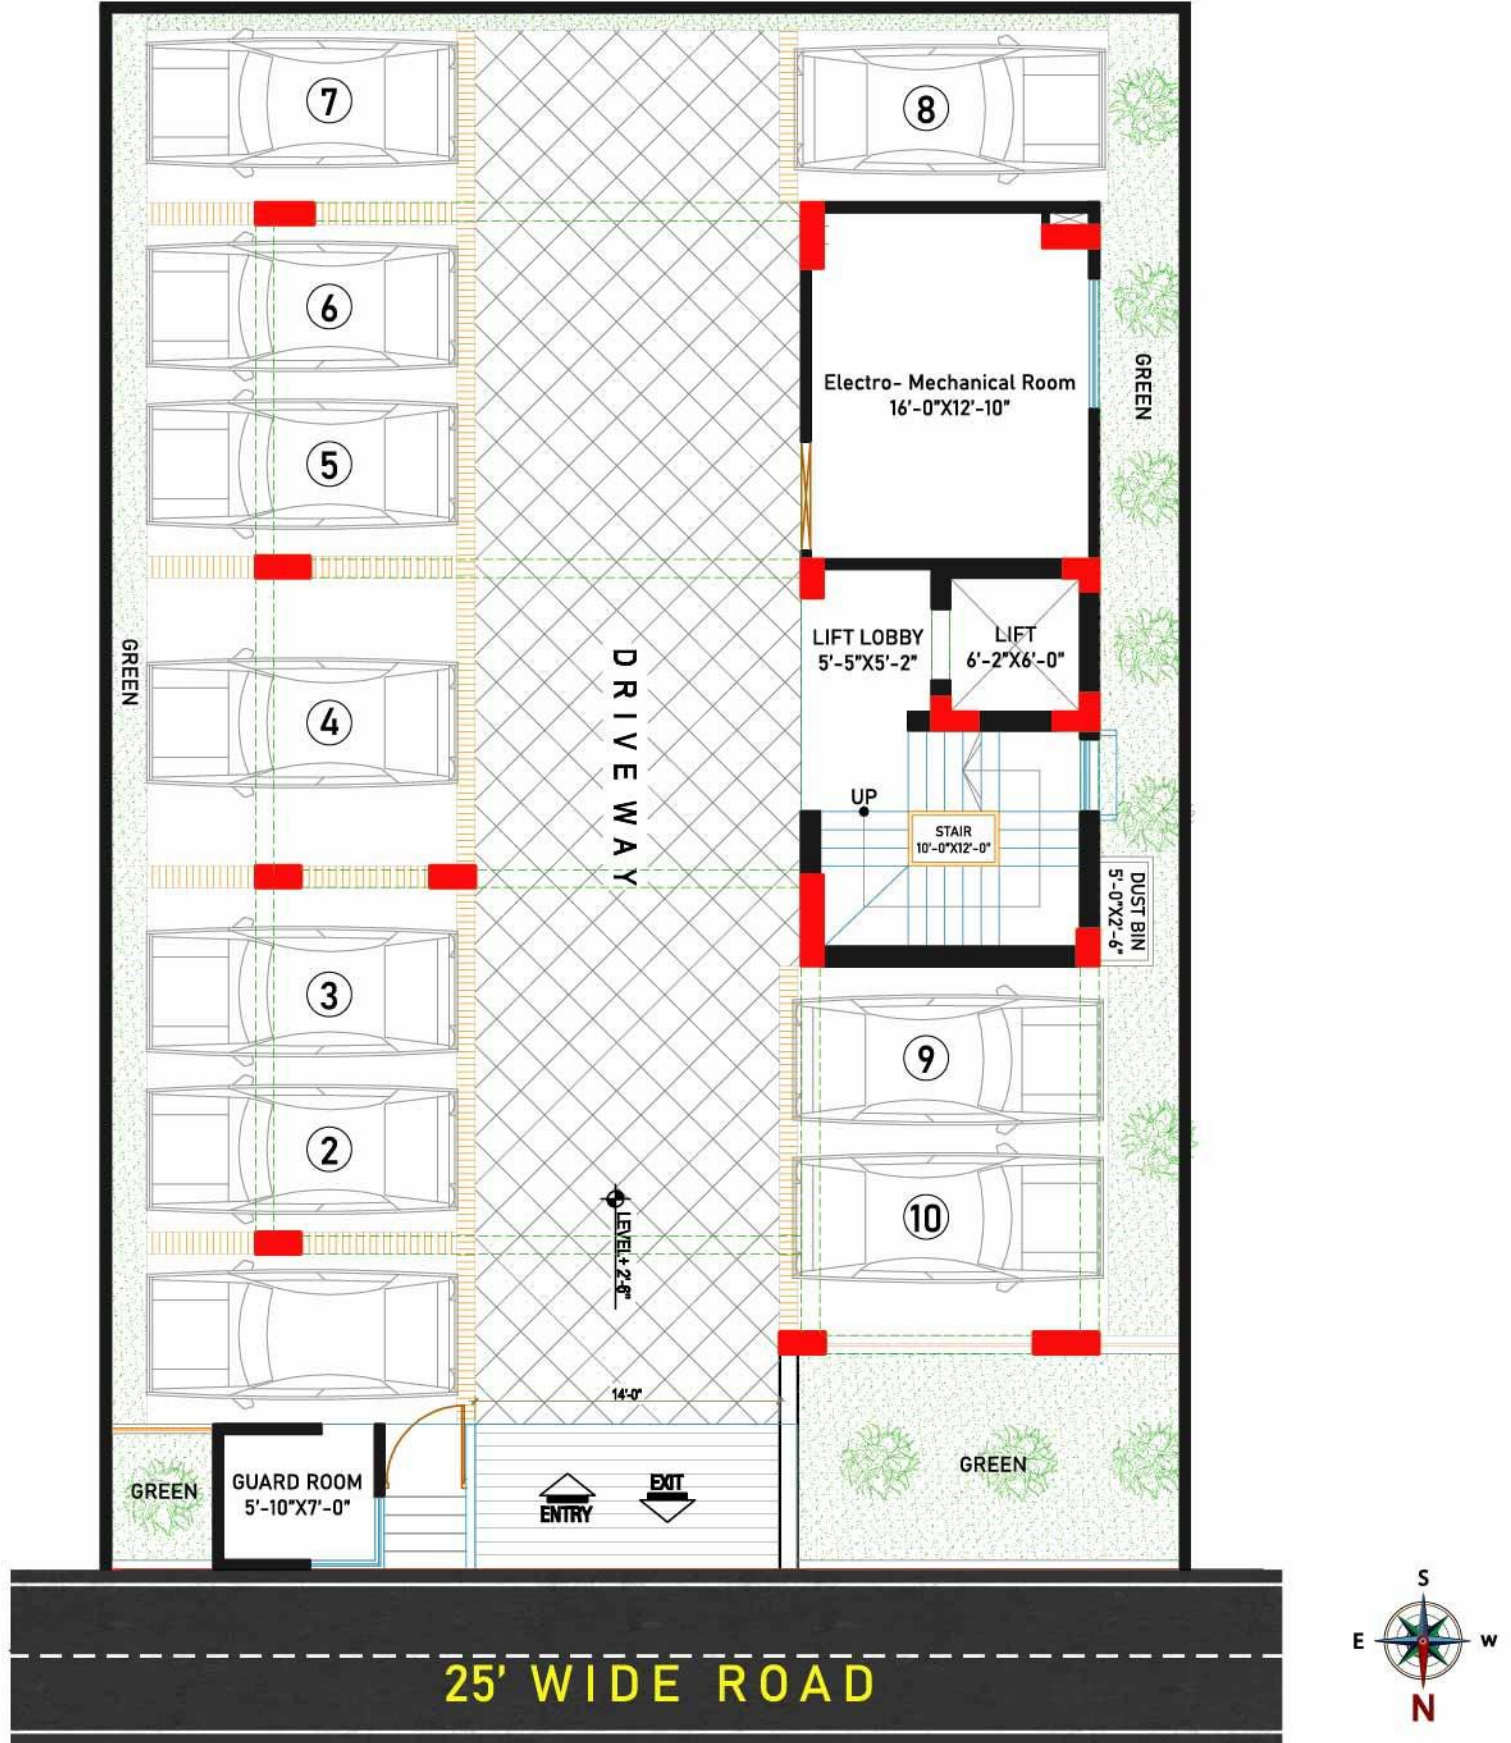 7
8
6
Electro- Mechanical Room
16'-0"X12'-10"
GREEN
5
GREEN
LIFT LOBBY
5'-5"X5'-2"
LIFT
6'-2"X6'-0"
DRIVEWAY
4
UP
STAIR
10'-0"X12'-0"
DUST BIN
5'-0"X2'-6"
3
9
2
10
LEVEL+ 2'-6"
14'-0"
GREEN
GUARD ROOM
5'-10"X7'-0"
ENTRY
EXIT
GREEN
25' WIDE ROAD
S
E
W
N